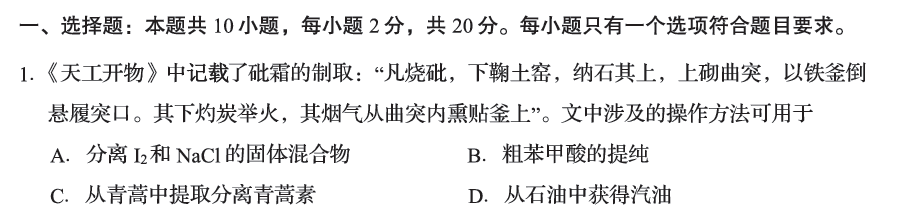 一、选择题：本题共 10 小题，每小题 2 分，共 20 分。每小题只有一个选项符合题目要求。
1.《天工开物》中记载了砒霜的制取：“凡烧砒，下鞠土窑，纳石其上，上砌曲突，以铁釜倒
悬履突口。其下灼炭举火，其烟气从曲突内熏贴釜上”。文中涉及的操作方法可用于
A. 分离 I₂和 NaCl 的固体混合物 B. 粗苯甲酸的提纯
C. 从青蒿中提取分离青蒿素 D. 从石油中获得汽油